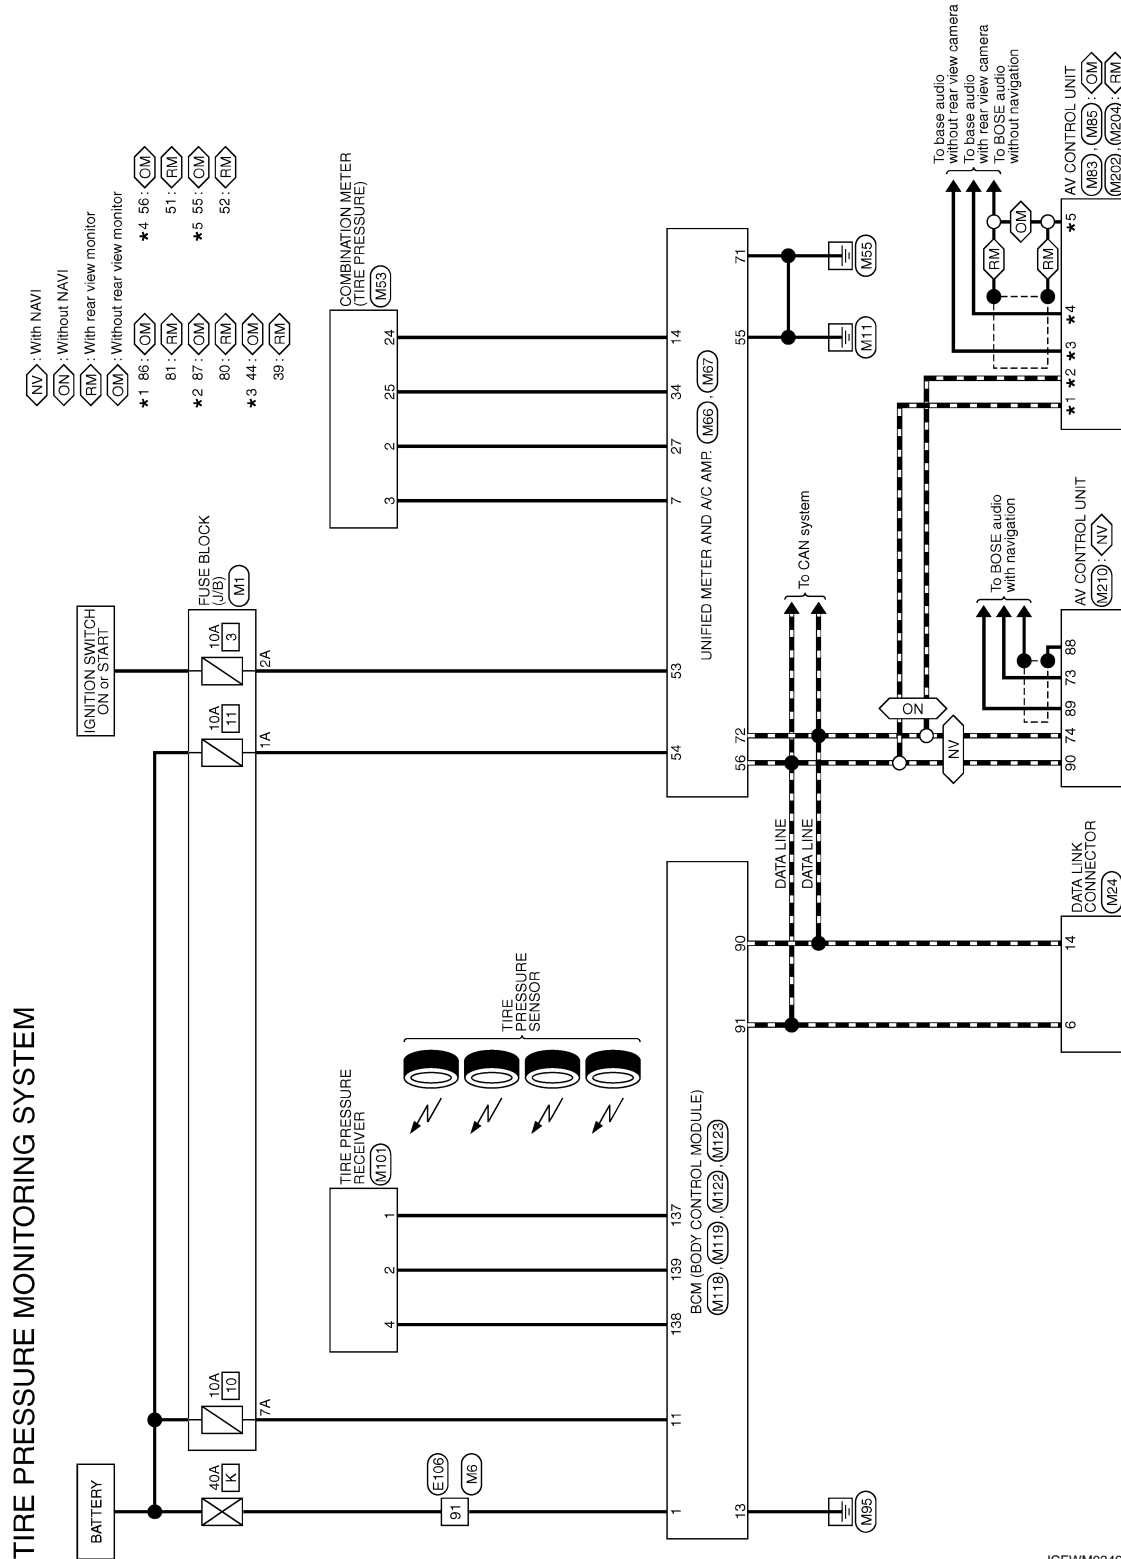 TIRE PRESSURE MONITORING SYSTEM
BATTERY
IGNITION SWITCH
ON or START
NV : With NAVI
ON : Without NAVI
RM : With rear view monitor
OM : Without rear view monitor
★1 86 : OM
81 : RM
★2 87 : OM
80 : RM
★3 44 : OM
39 : RM
★4 56 : OM
51 : RM
★5 55 : OM
52 : RM
40A
K
10A
10
10A
11
10A
3
FUSE BLOCK
(J/B)
M1
7A
1A
2A
E106
91
M6
TIRE PRESSURE
RECEIVER
M101
4
2
1
TIRE
PRESSURE
SENSOR
COMBINATION METER
(TIRE PRESSURE)
M53
3
2
25
24
1
11
138
139
137
BCM (BODY CONTROL MODULE)
M118 , M119 , M122 , M123
13
91
90
54
53
7
27
34
14
UNIFIED METER AND A/C AMP. M66 , M67
56
72
55
71
M95
M11
M55
DATA LINE
DATA LINE
To CAN system
ON
NV
To BOSE audio
with navigation
To base audio
without rear view camera
To base audio
with rear view camera
To BOSE audio
without navigation
RM
OM
RM
6
14
DATA LINK
CONNECTOR
M24
90
74
89
73
88
AV CONTROL UNIT
M210 : NV
★1
★2
★3
★4
★5
AV CONTROL UNIT
M83 , M85 : OM
M202 , M204 : RM